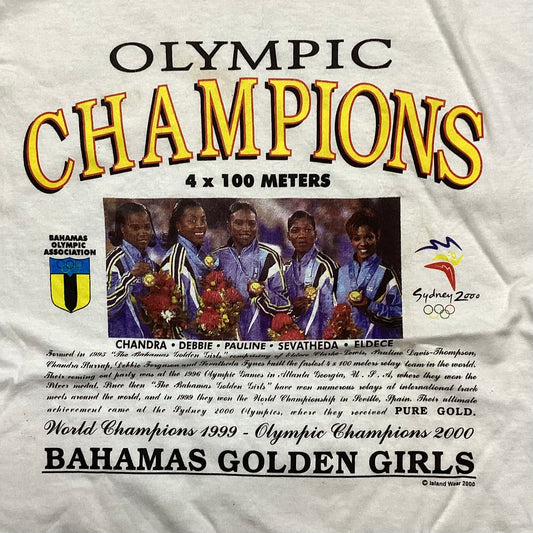 OLYMPIC
CHAMPIONS
4 x 100 METERS
BAHAMAS
OLYMPIC
ASSOCIATION
Sydney 2000
CHANDRA • DEBBIE • PAULINE • SEVATHEDA • ELDECE
Formed in 1995 "The Bahamas Golden Girls" comprising of Eldece Clarke-Lewis, Pauline Davis-Thompson,
Chandra Sturrup, Debbie Ferguson and Sevatheda Fynes built the fastest 4 x 100 meters relay team in the world.
Their coming out party was at the 1996 Olympic Games in Atlanta Georgia, U. S. A, where they won the
Silver medal. Since then "The Bahamas Golden Girls" have won numerous relays at international track
meets around the world, and in 1999 they won the World Championship in Seville, Spain. Their ultimate
achievement came at the Sydney 2000 Olympics, where they received PURE GOLD.
World Champions 1999 - Olympic Champions 2000
BAHAMAS GOLDEN GIRLS
© Island Wear 2000